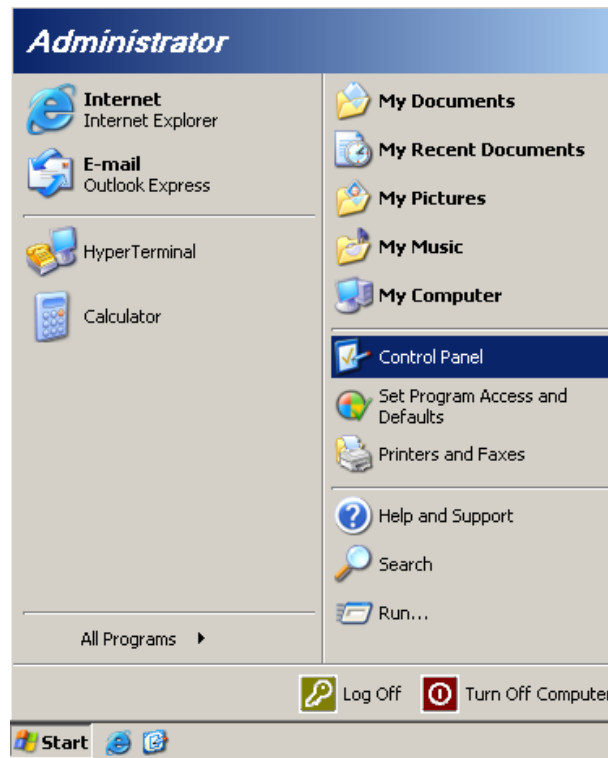 Administrator
Internet
Internet Explorer
E-mail
Outlook Express
HyperTerminal
Calculator
All Programs
My Documents
My Recent Documents
My Pictures
My Music
My Computer
Control Panel
Set Program Access and
Defaults
Printers and Faxes
Help and Support
Search
Run...
Log Off
Turn Off Computer
Start